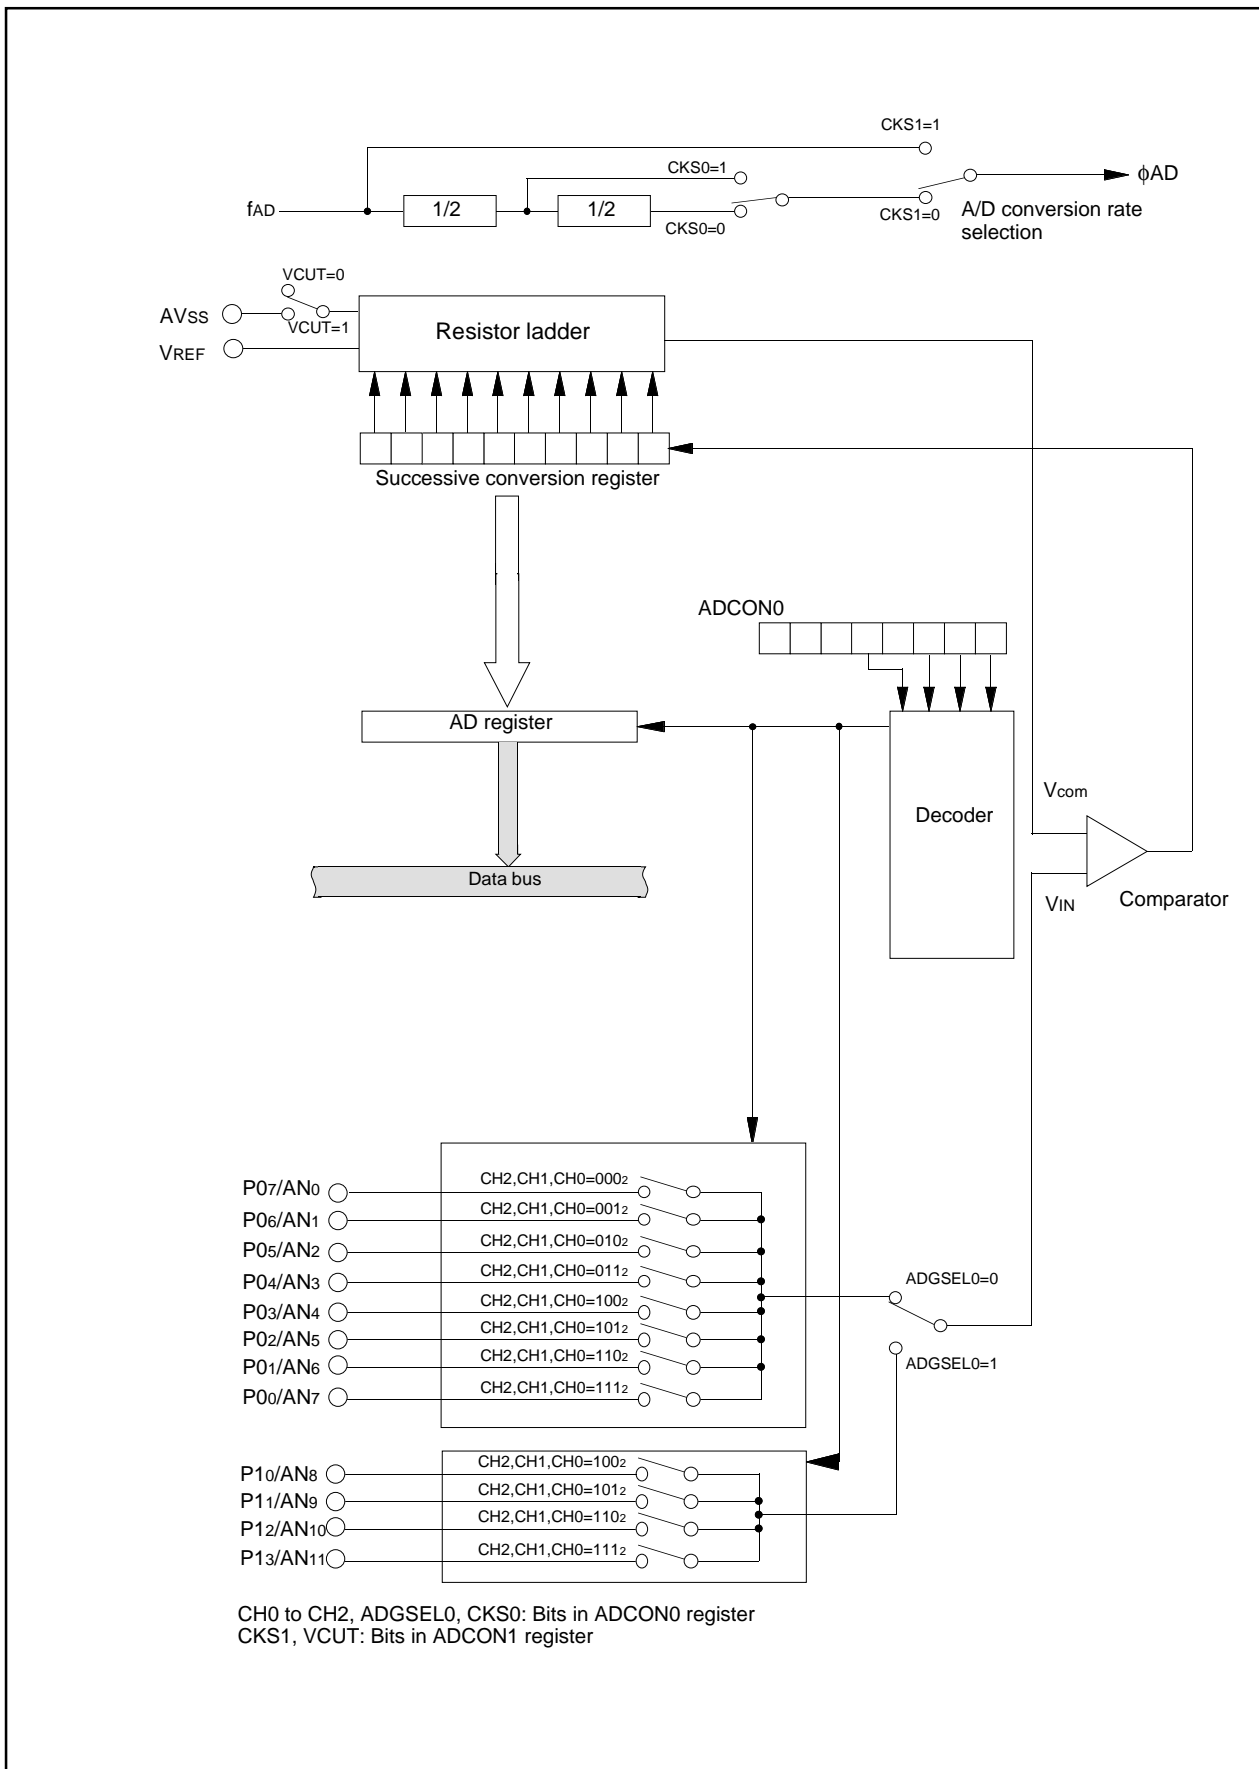 CKS1=1
CKS0=1
fAD
1/2
1/2
CKS0=0
CKS1=0
ϕAD
A/D conversion rate
selection
VCUT=0
AVSS
VCUT=1
VREF
Resistor ladder
Successive conversion register
ADCON0
AD register
Decoder
Vcom
Data bus
VIN
Comparator
P07/AN0
CH2,CH1,CH0=0002
P06/AN1
CH2,CH1,CH0=0012
P05/AN2
CH2,CH1,CH0=0102
P04/AN3
CH2,CH1,CH0=0112
ADGSEL0=0
P03/AN4
CH2,CH1,CH0=1002
P02/AN5
CH2,CH1,CH0=1012
P01/AN6
CH2,CH1,CH0=1102
ADGSEL0=1
P00/AN7
CH2,CH1,CH0=1112
P10/AN8
CH2,CH1,CH0=1002
P11/AN9
CH2,CH1,CH0=1012
P12/AN10
CH2,CH1,CH0=1102
P13/AN11
CH2,CH1,CH0=1112
CH0 to CH2, ADGSEL0, CKS0: Bits in ADCON0 register
CKS1, VCUT: Bits in ADCON1 register